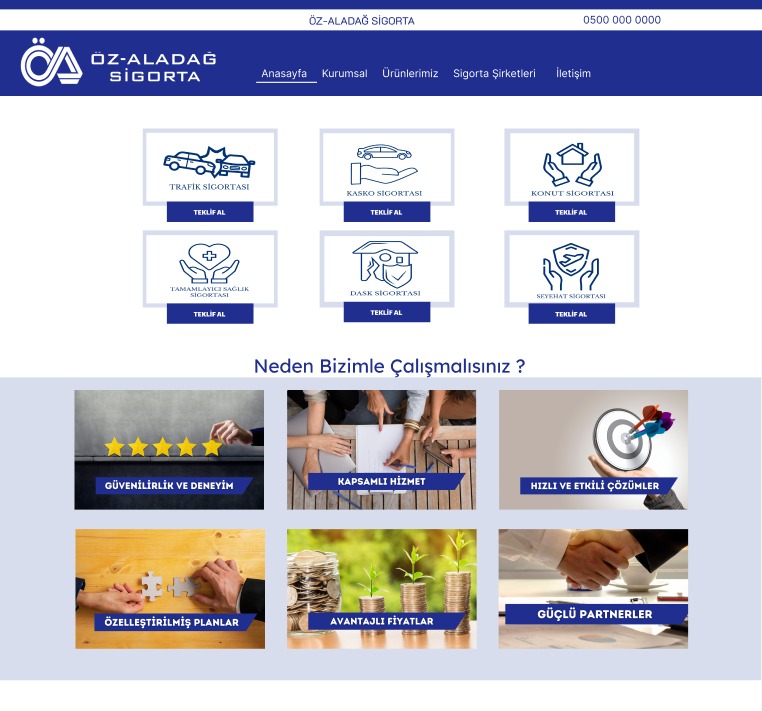 ÖZ-ALADAĞ SİGORTA
0500 000 0000
ÖZ-ALADAĞ
SİGORTA
Anasayfa Kurumsal Ürünlerimiz Sigorta Şirketleri İletişim
TRAFİK SİGORTASI
TEKLİF AL
KASKO SİGORTASI
TEKLİF AL
KONUT SİGORTASI
TEKLİF AL
TAMAMLAYICI SAĞLIK
SİGORTASI
TEKLİF AL
DASK SİGORTASI
TEKLİF AL
SEYEHAT SİGORTASI
TEKLİF AL
Neden Bizimle Çalışmalısınız ?
GÜVENİLİRLİK VE DENEYİM
KAPSAMLI HİZMET
HIZLI VE ETKİLİ ÇÖZÜMLER
ÖZELLEŞTİRİLMİŞ PLANLAR
AVANTAJLI FİYATLAR
GÜÇLÜ PARTNERLER